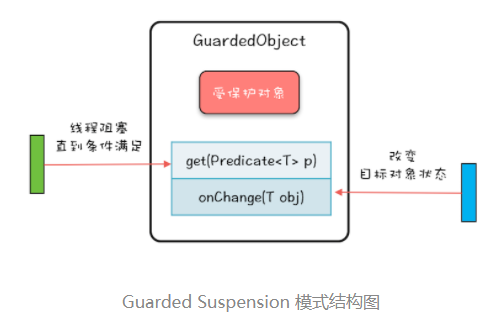 GuardedObject
受保护对象
线程阻塞
直到条件满足
get(Predicate<T> p)
onChange(T obj)
改变
目标对象状态
Guarded Suspension 模式结构图